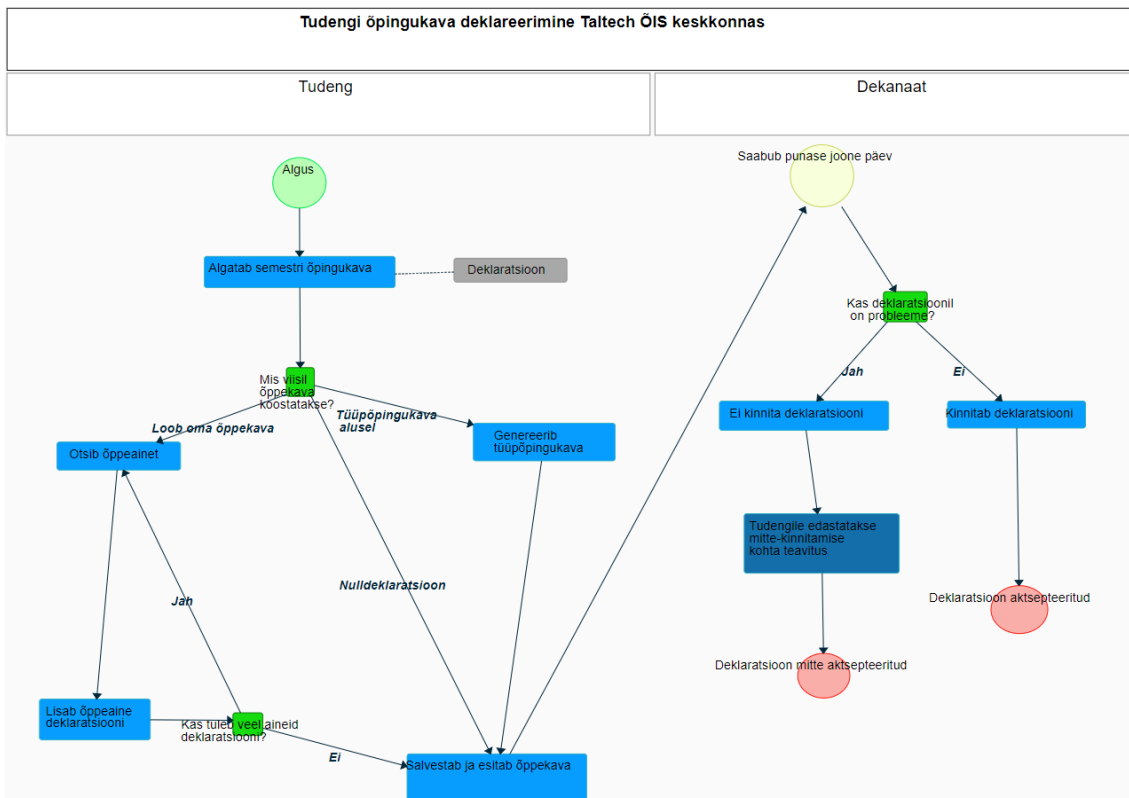 Tudengi õpingukava deklareerimine Taltech ÕIS keskkonnas
Tudeng
Dekanaat
Algus
Saabub punase joone päev
Algatab semestri õpingukava
Deklaratsioon
Kas deklaratsioonil
on probleeme?
Mis viisil
õppekava
koostatakse?
Jah
Ei
Loob oma õppekava
Tüüpõpingukava
alusel
Ei kinnita deklaratsiooni
Kinnitab deklaratsiooni
Otsib õppeainet
Genereerib
tüüpõpingukava
Tudengile edastatakse
mitte-kinnitamise
kohta teavitus
Nulldeklaratsioon
Jah
Deklaratsioon aktsepteeritud
Deklaratsioon mitte aktsepteeritud
Lisab õppeaine
deklaratsiooni
Kas tuleb veel aineid
deklaratsiooni?
Ei
Salvestab ja esitab õppekava